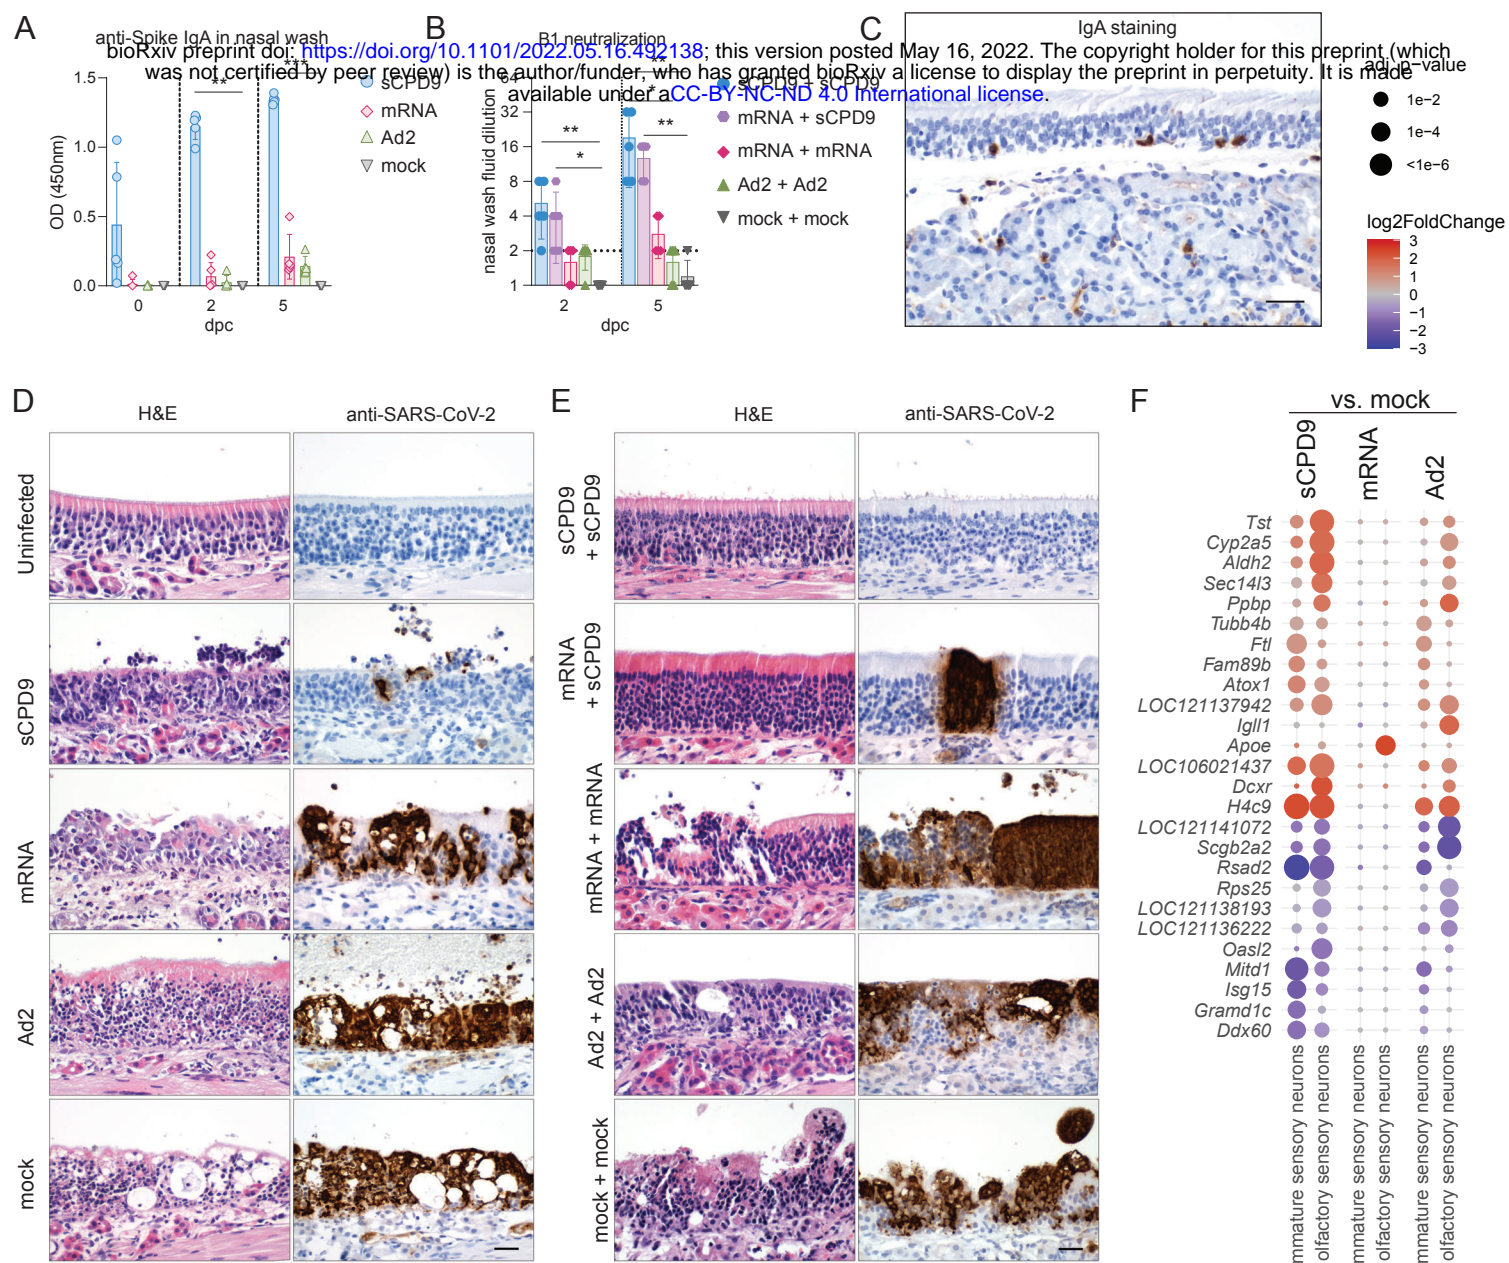 A
anti-Spike IgA in nasal wash
B
B1 neutralization
C
IgA staining
bioRxiv preprint doi: https://doi.org/10.1101/2022.05.16.492138; this version posted May 16, 2022. The copyright holder for this preprint (which
was not certified by peer review) is the author/funder, who has granted bioRxiv a license to display the preprint in perpetuity. It is made
available under aCC-BY-NC-ND 4.0 International license.
OD (450nm)
1.5
1.0
0.5
0.0
0
2
5
dpc
**
***
sCPD9
mRNA
Ad2
mock
nasal wash fluid dilution
64
32
16
8
4
2
1
2
5
dpc
**
*
**
*
**
sCPD9 + sCPD9
mRNA + sCPD9
mRNA + mRNA
Ad2 + Ad2
mock + mock
adj. p-value
1e-2
1e-4
<1e-6
log2FoldChange
3
2
1
0
−1
−2
−3
D
H&E
anti-SARS-CoV-2
Uninfected
sCPD9
mRNA
Ad2
mock
E
H&E
anti-SARS-CoV-2
sCPD9
+ sCPD9
mRNA
+ sCPD9
mRNA + mRNA
Ad2 + Ad2
mock + mock
F
vs. mock
sCPD9
mRNA
Ad2
Tst
Cyp2a5
Aldh2
Sec14l3
Ppbp
Tubb4b
Ftl
Fam89b
Atox1
LOC121137942
Igll1
Apoe
LOC106021437
Dcxr
H4c9
LOC121141072
Scgb2a2
Rsad2
Rps25
LOC121138193
LOC121136222
Oasl2
Mitd1
Isg15
Gramd1c
Ddx60
mmature sensory neurons
olfactory sensory neurons
mmature sensory neurons
olfactory sensory neurons
mmature sensory neurons
olfactory sensory neurons